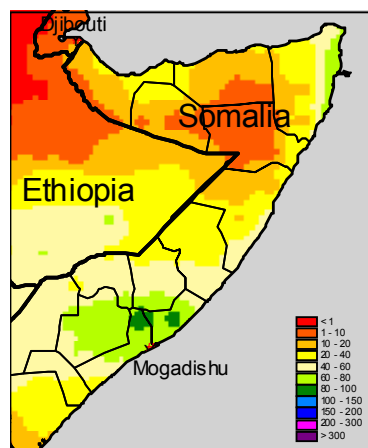 Djibouti
Somalia
Ethiopia
Mogadishu
< 1
1 - 10
10 - 20
20 - 40
40 - 60
60 - 80
80 - 100
100 - 150
150 - 200
200 - 300
> 300